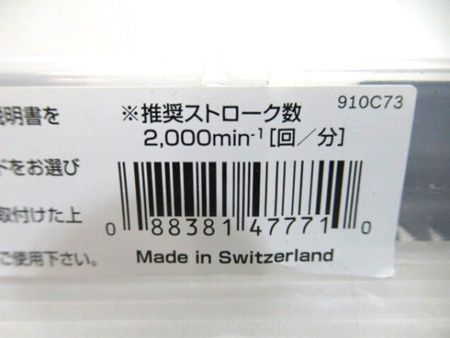 910C73
※推奨ストローク数
2,000min-1 [回／分]
明書を
ドをお選び
取付けた上
ご使用下さい。
0 88381 47771 0
Made in Switzerland